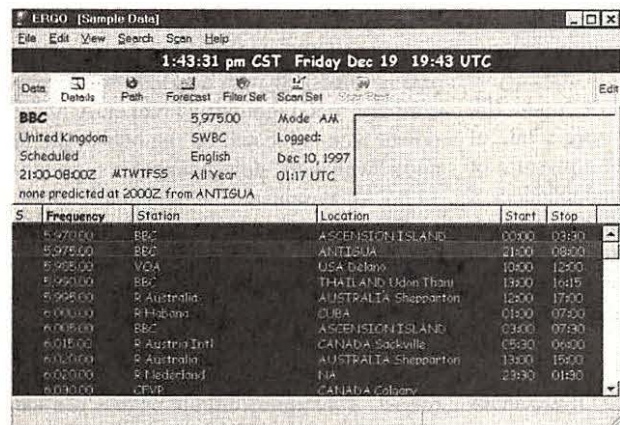 ERGO [Sample Data]
File Edit View Search Scan Help
1:43:31 pm CST Friday Dec 19 19:43 UTC
Data Details Path Forecast Filter Set Scan Set Edit
BBC 5,975.00 Mode AM
United Kingdom SWBC Logged:
Scheduled English Dec 10, 1997
21:00-08:00Z MTWTFSS All Year 01:17 UTC
none predicted at 2000Z from ANTIGUA
S Frequency Station Location Start Stop
5,970.00 BBC ASCENSION ISLAND 00:00 03:30
5,975.00 BBC ANTIGUA 21:00 08:00
5,985.00 VOA USA Delano 10:00 12:00
5,990.00 BBC THAILAND Udon Thani 13:00 16:15
5,995.00 R Australia AUSTRALIA Shepparton 12:00 17:00
6,000.00 R Habana CUBA 01:00 07:00
6,005.00 BBC ASCENSION ISLAND 03:00 07:30
6,015.00 R Austria Intl CANADA Sackville 05:30 06:00
6,020.00 R Australia AUSTRALIA Shepparton 13:00 15:00
6,020.00 R Nederland NA 23:30 01:30
6,030.00 CFVP CANADA Calgary